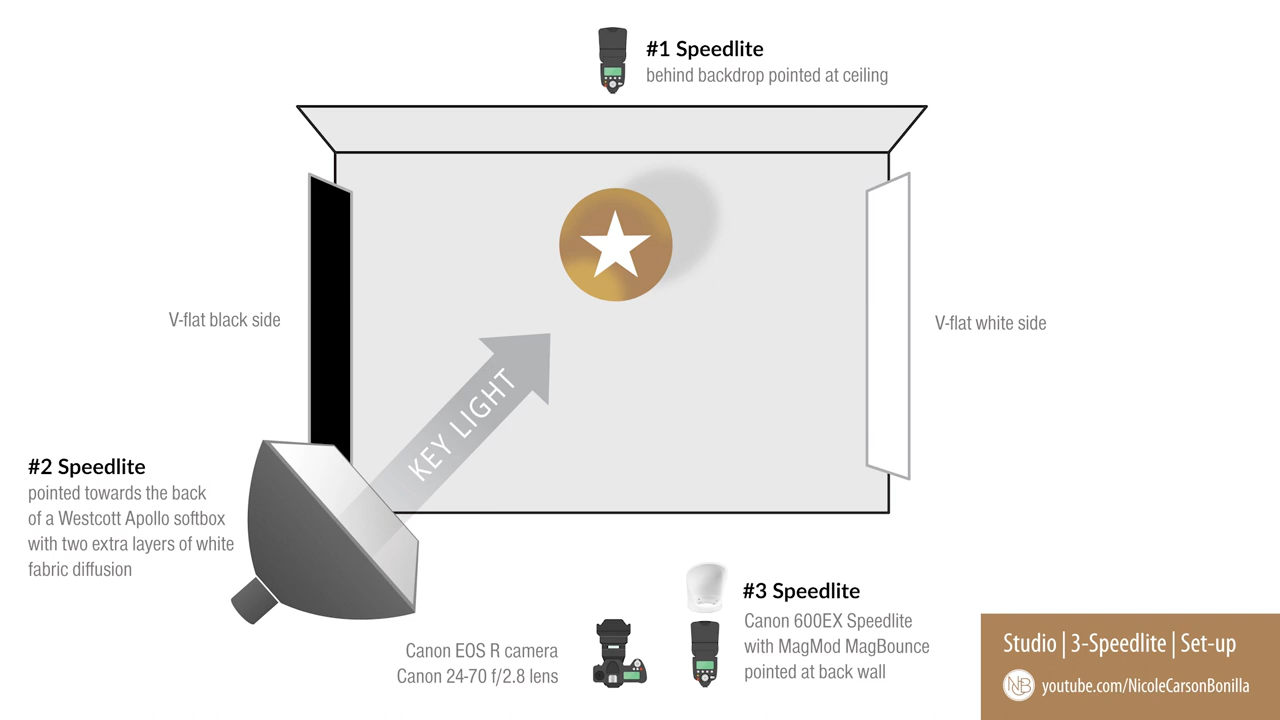 #1 Speedlite
behind backdrop pointed at ceiling
V-flat black side
V-flat white side
KEY LIGHT
#2 Speedlite
pointed towards the back
of a Westcott Apollo softbox
with two extra layers of white
fabric diffusion
#3 Speedlite
Canon 600EX Speedlite
with MagMod MagBounce
pointed at back wall
Canon EOS R camera
Canon 24-70 f/2.8 lens
Studio | 3-Speedlite | Set-up
NCB
youtube.com/NicoleCarsonBonilla